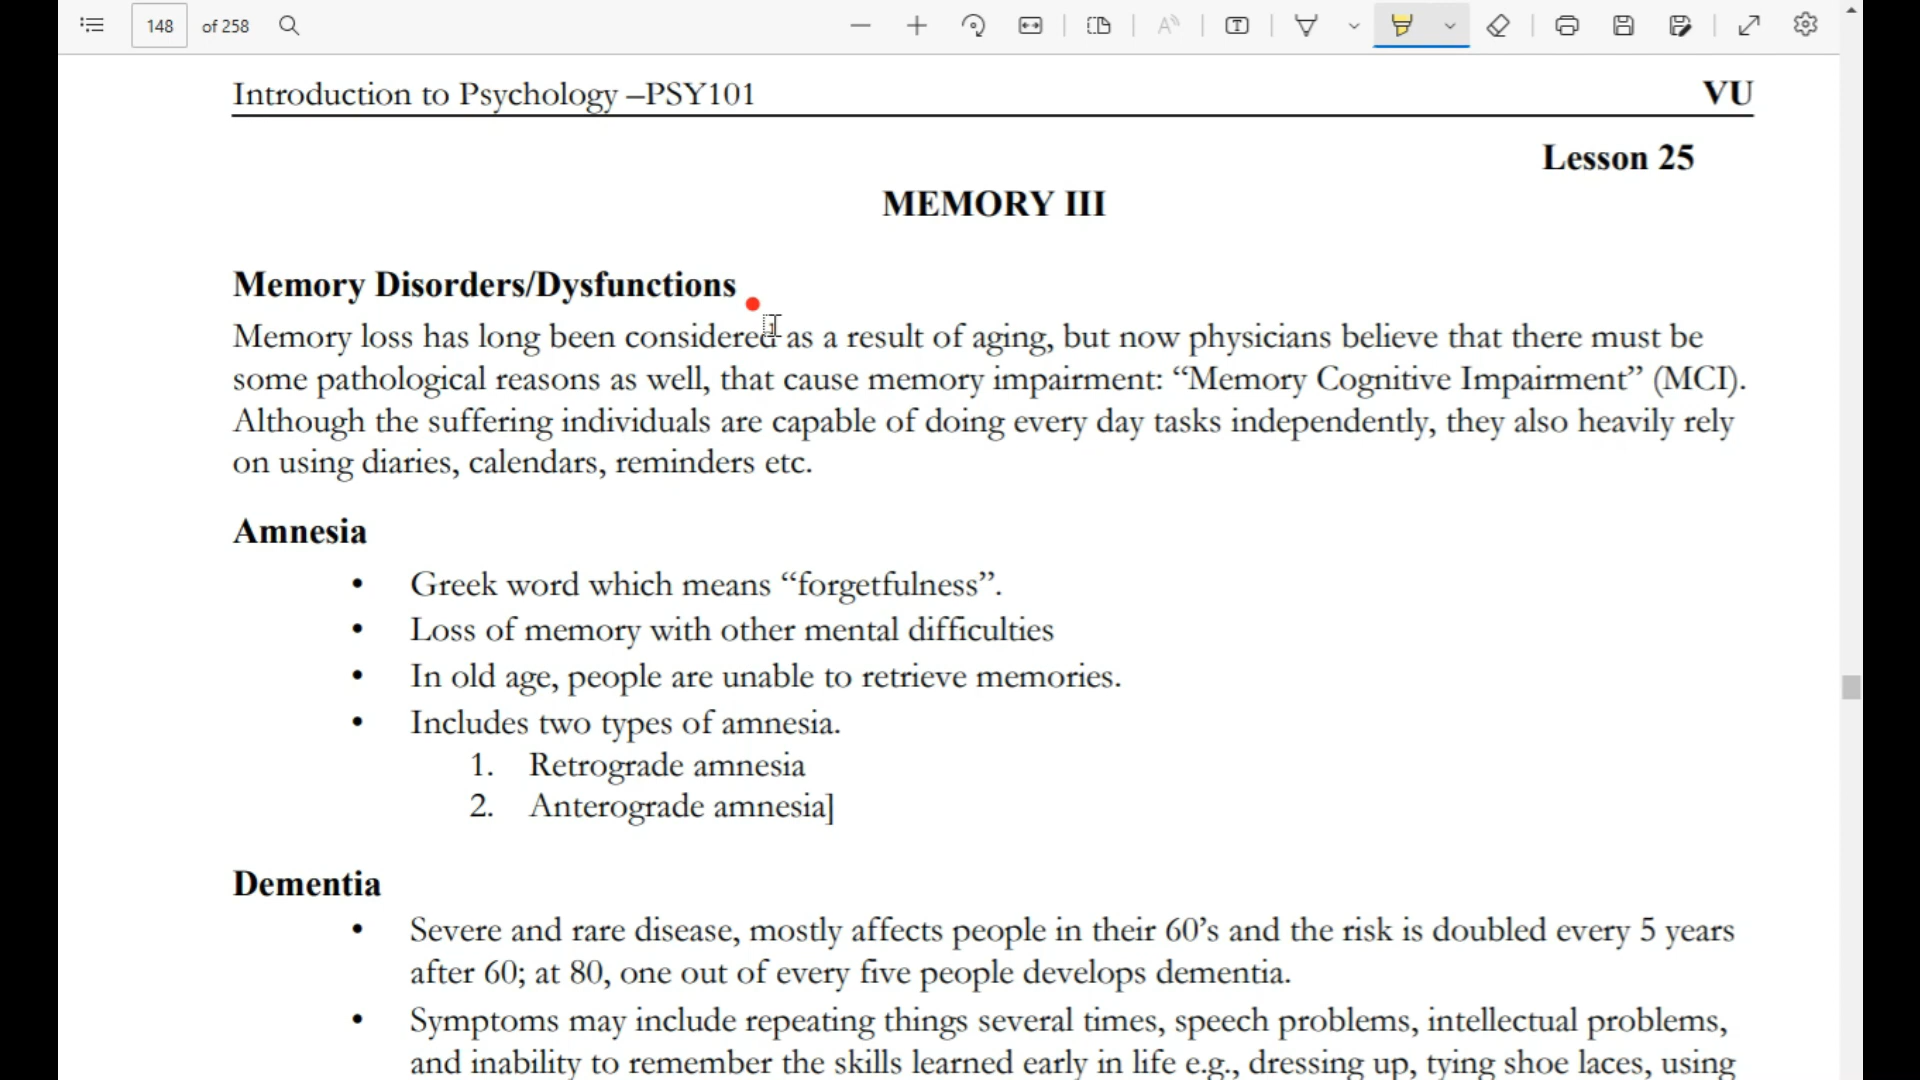 148 of 258
Introduction to Psychology –PSY101 VU
Lesson 25
MEMORY III
Memory Disorders/Dysfunctions
Memory loss has long been considered as a result of aging, but now physicians believe that there must be
some pathological reasons as well, that cause memory impairment: “Memory Cognitive Impairment” (MCI).
Although the suffering individuals are capable of doing every day tasks independently, they also heavily rely
on using diaries, calendars, reminders etc.
Amnesia
• Greek word which means “forgetfulness”.
• Loss of memory with other mental difficulties
• In old age, people are unable to retrieve memories.
• Includes two types of amnesia.
1. Retrograde amnesia
2. Anterograde amnesia]
Dementia
• Severe and rare disease, mostly affects people in their 60’s and the risk is doubled every 5 years
after 60; at 80, one out of every five people develops dementia.
• Symptoms may include repeating things several times, speech problems, intellectual problems,
and inability to remember the skills learned early in life e.g., dressing up, tying shoe laces, using